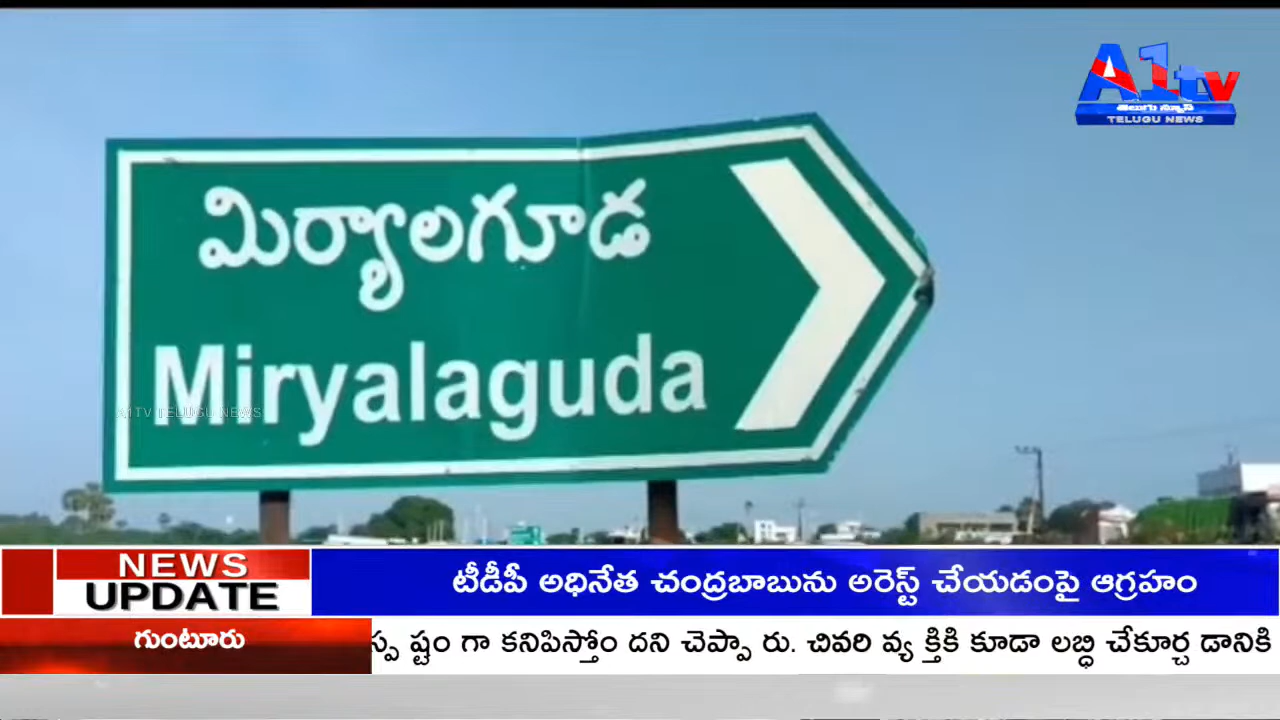 A1tv
తెలుగు న్యూస్
TELUGU NEWS
మిర్యాలగూడ
Miryalaguda
A1TV TELUGU NEWS
NEWS
UPDATE
టీడీపీ అధినేత చంద్రబాబును అరెస్ట్ చేయడంపై ఆగ్రహం
గుంటూరు
స్ప ష్టం గా కనిపిస్తోం దని చెప్పా రు. చివరి వ్య క్తికి కూడా లబ్ధి చేకూర్చ డానికి